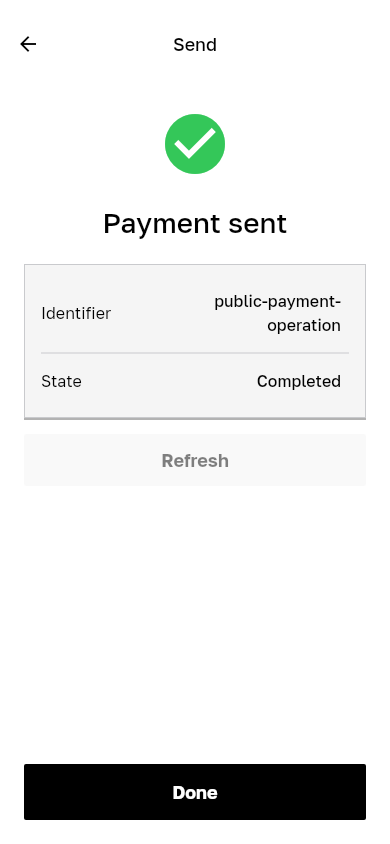 Send
Payment sent
Identifier
public-payment-
operation
State
Completed
Refresh
Done